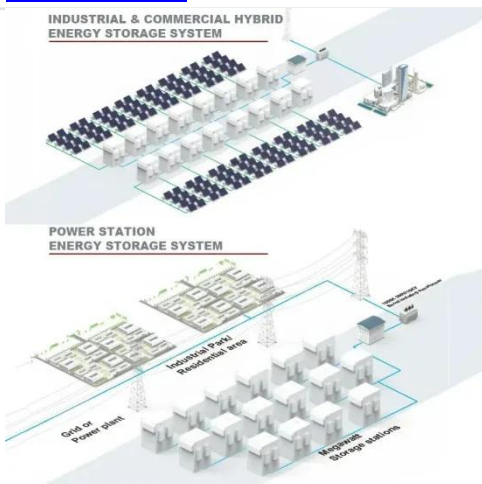 INDUSTRIAL & COMMERCIAL HYBRID
ENERGY STORAGE SYSTEM
POWER STATION
ENERGY STORAGE SYSTEM
Industrial Park/
Residential area
Grid or
Power plant
Megawatt
Storage stations